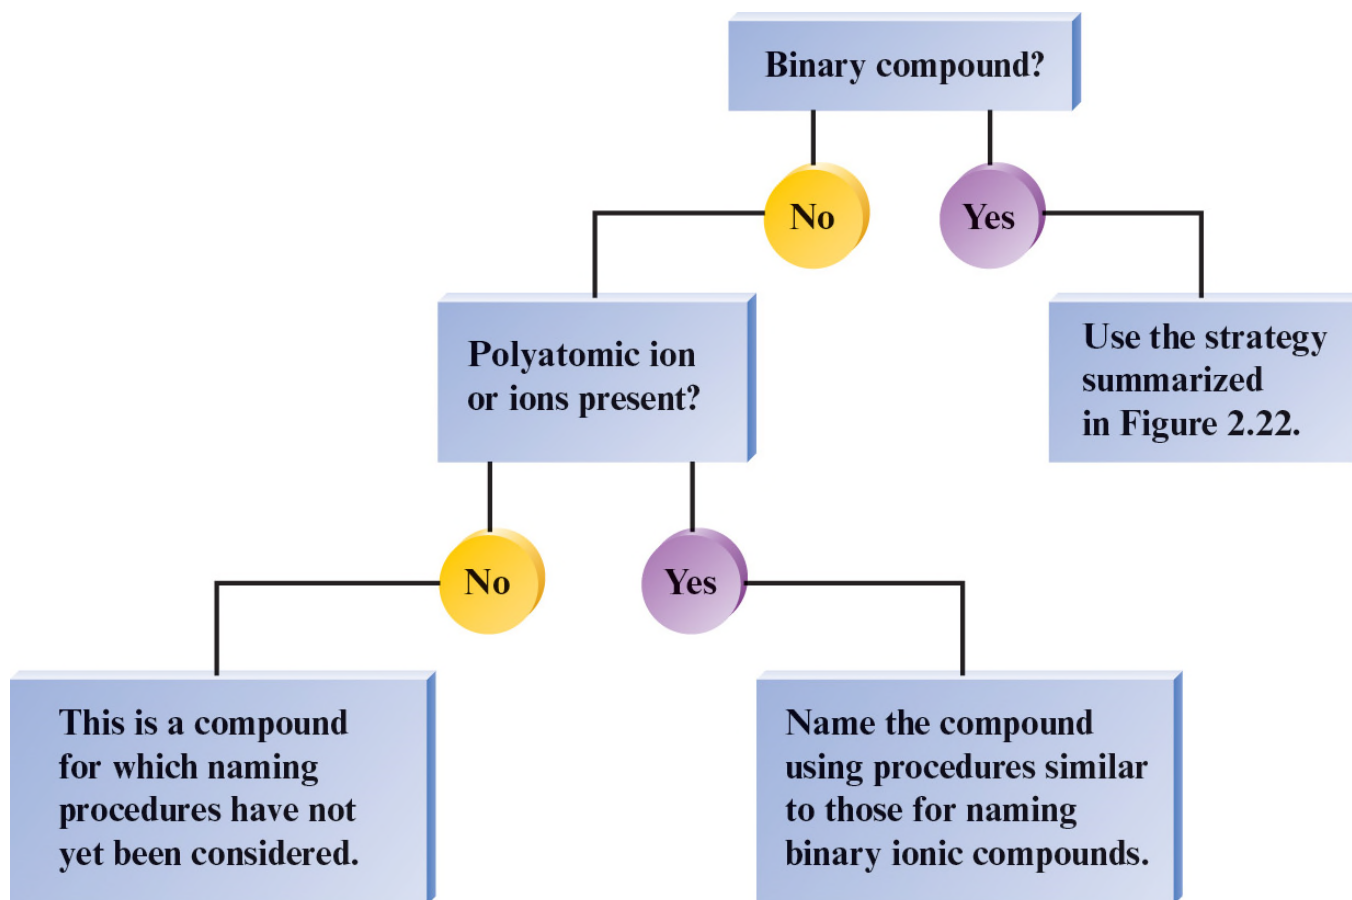 Binary compound?
No
Yes
Polyatomic ion
or ions present?
Use the strategy
summarized
in Figure 2.22.
No
Yes
This is a compound
for which naming
procedures have not
yet been considered.
Name the compound
using procedures similar
to those for naming
binary ionic compounds.